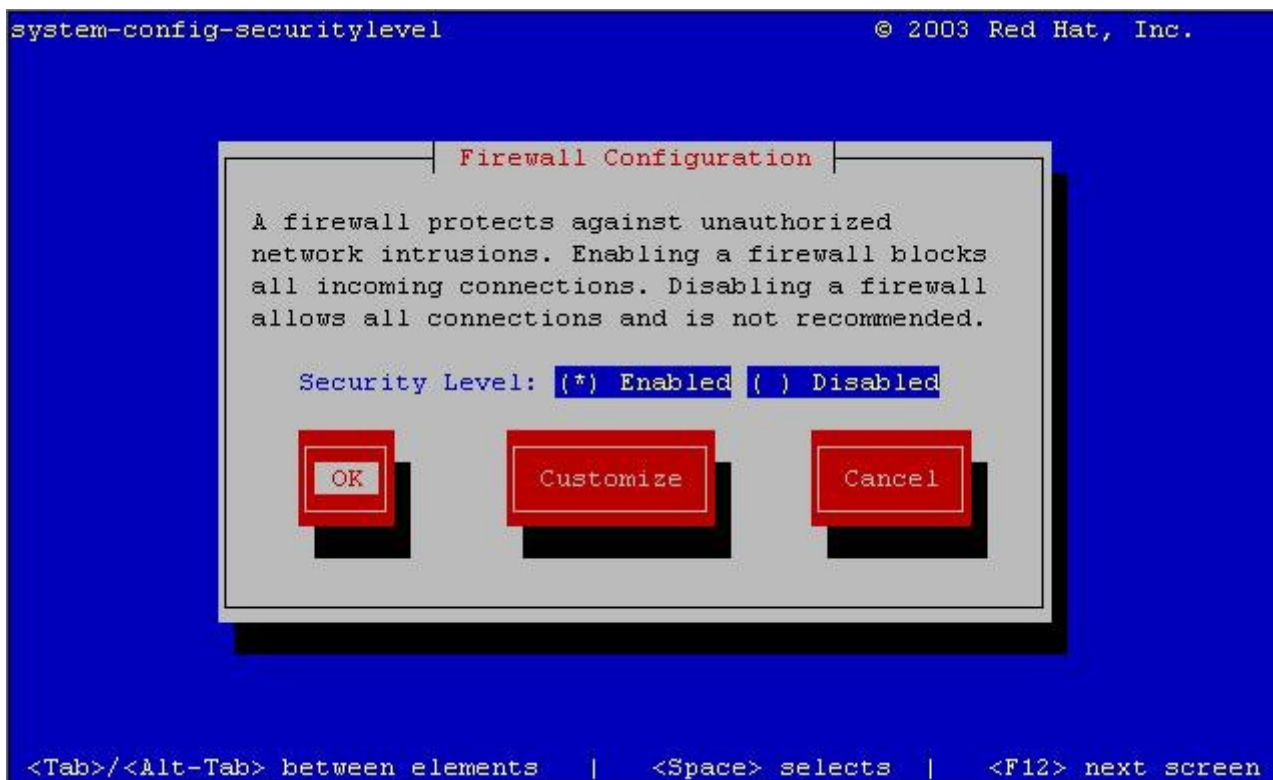 system-config-securitylevel © 2003 Red Hat, Inc.
Firewall Configuration
A firewall protects against unauthorized
network intrusions. Enabling a firewall blocks
all incoming connections. Disabling a firewall
allows all connections and is not recommended.
Security Level: (*) Enabled ( ) Disabled
OK Customize Cancel
<Tab>/<Alt-Tab> between elements | <Space> selects | <F12> next screen